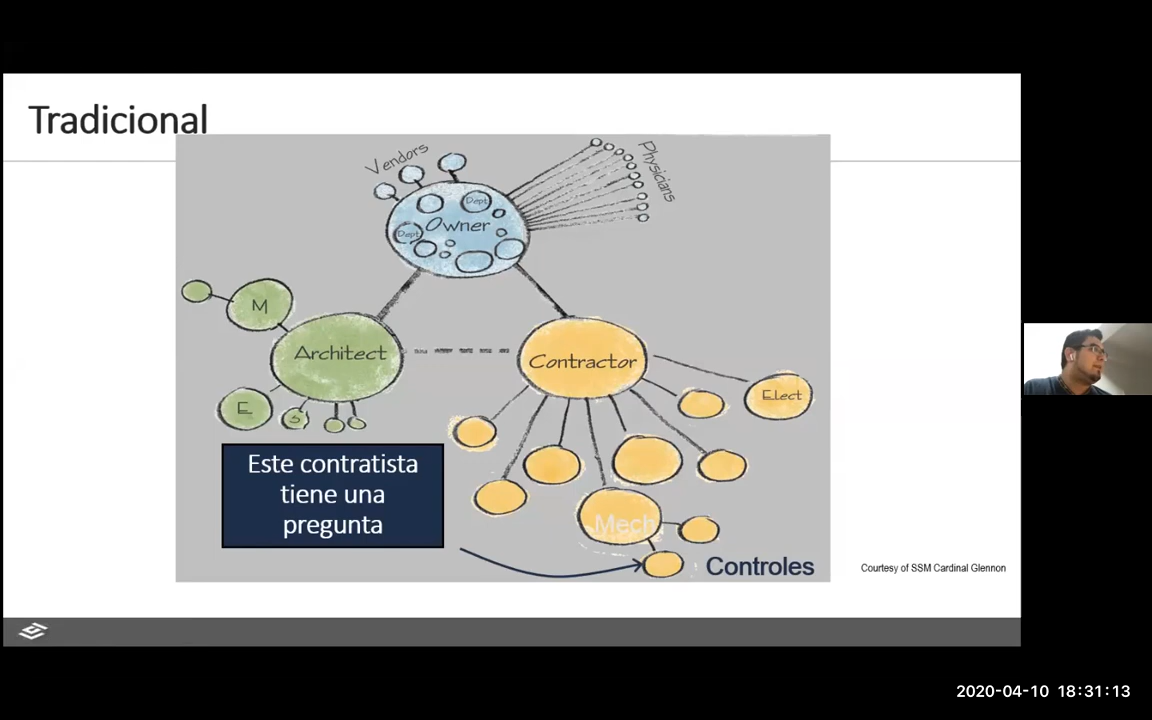 Tradicional
Vendors
Physicians
Dept
Owner
Dept
M
Architect
Contractor
E
S
Elect
Este contratista
tiene una
pregunta
Mech
Controles
Courtesy of SSM Cardinal Glennon
2020-04-10 18:31:13